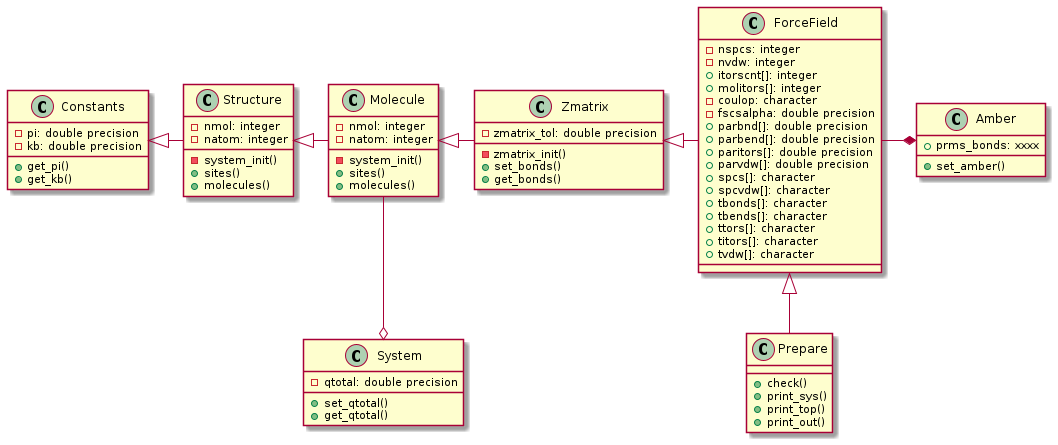 C Constants
pi: double precision
kb: double precision
get_pi()
get_kb()
C Structure
nmol: integer
natom: integer
system_init()
sites()
molecules()
C Molecule
nmol: integer
natom: integer
system_init()
sites()
molecules()
C Zmatrix
zmatrix_tol: double precision
zmatrix_init()
set_bonds()
get_bonds()
C ForceField
nspcs: integer
nvdw: integer
itorscnt[]: integer
molitors[]: integer
coulop: character
fscsalpha: double precision
parbnd[]: double precision
parbend[]: double precision
paritors[]: double precision
parvdw[]: double precision
spcs[]: character
spcvdw[]: character
tbonds[]: character
tbends[]: character
ttors[]: character
titors[]: character
tvdw[]: character
C Amber
prms_bonds: xxxx
set_amber()
C System
qtotal: double precision
set_qtotal()
get_qtotal()
C Prepare
check()
print_sys()
print_top()
print_out()